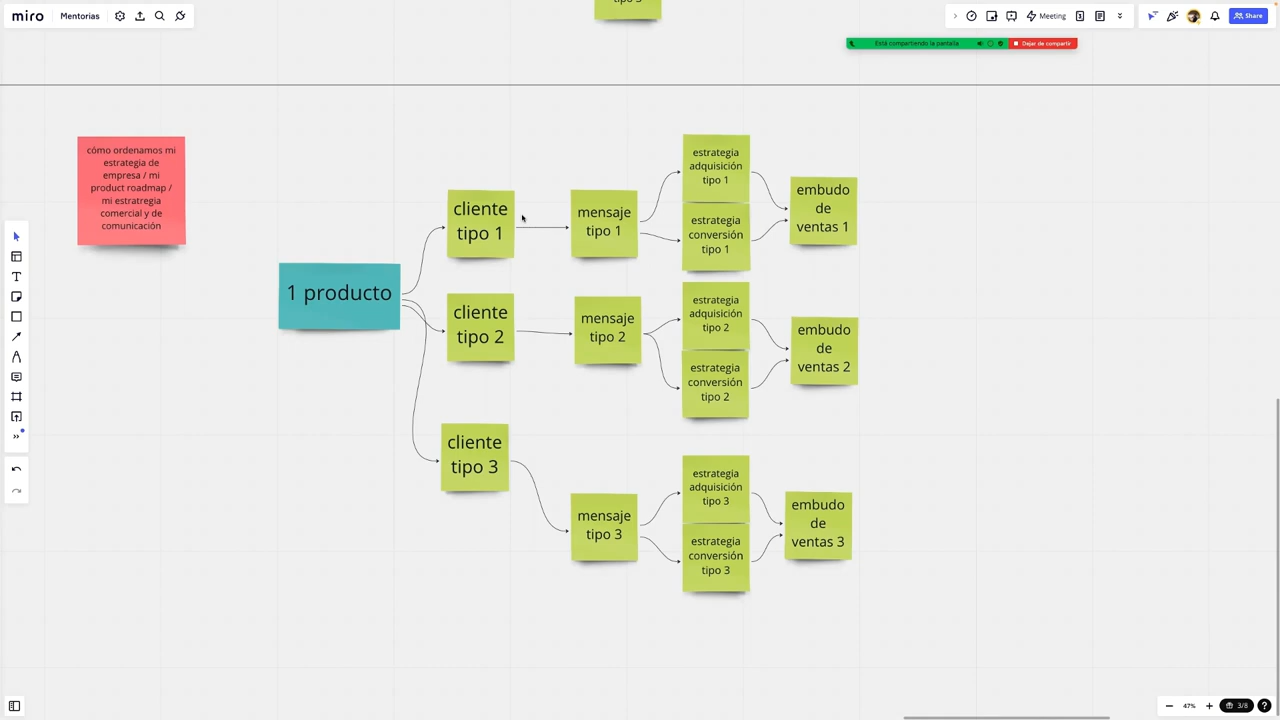 miro
Mentorias
Meeting
Share
tipo 3
Está compartiendo la pantalla
Dejar de compartir
cómo ordenamos mi
estrategia de
empresa / mi
product roadmap /
mi estratregia
comercial y de
comunicación
1 producto
cliente
tipo 1
mensaje
tipo 1
estrategia
adquisición
tipo 1
estrategia
conversión
tipo 1
embudo
de
ventas 1
cliente
tipo 2
mensaje
tipo 2
estrategia
adquisición
tipo 2
estrategia
conversión
tipo 2
embudo
de
ventas 2
cliente
tipo 3
mensaje
tipo 3
estrategia
adquisición
tipo 3
estrategia
conversión
tipo 3
embudo
de
ventas 3
47%
3/8